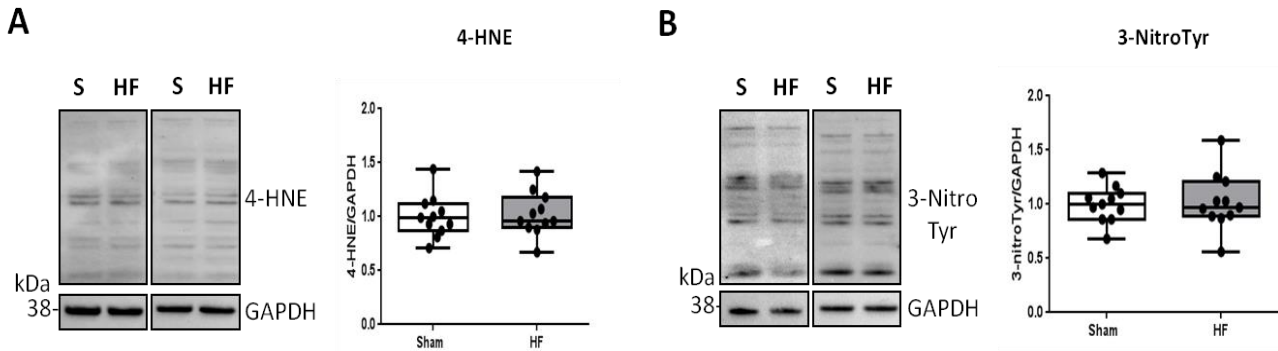 A
4-HNE
S HF S HF
4-HNE
kDa
38-
GAPDH
4-HNE/GAPDH
2.0
1.5
1.0
0.5
0.0
Sham HF
B
3-NitroTyr
S HF S HF
3-Nitro
Tyr
kDa
38-
GAPDH
3-nitroTyr/GAPDH
2.0
1.5
1.0
0.5
0.0
Sham HF